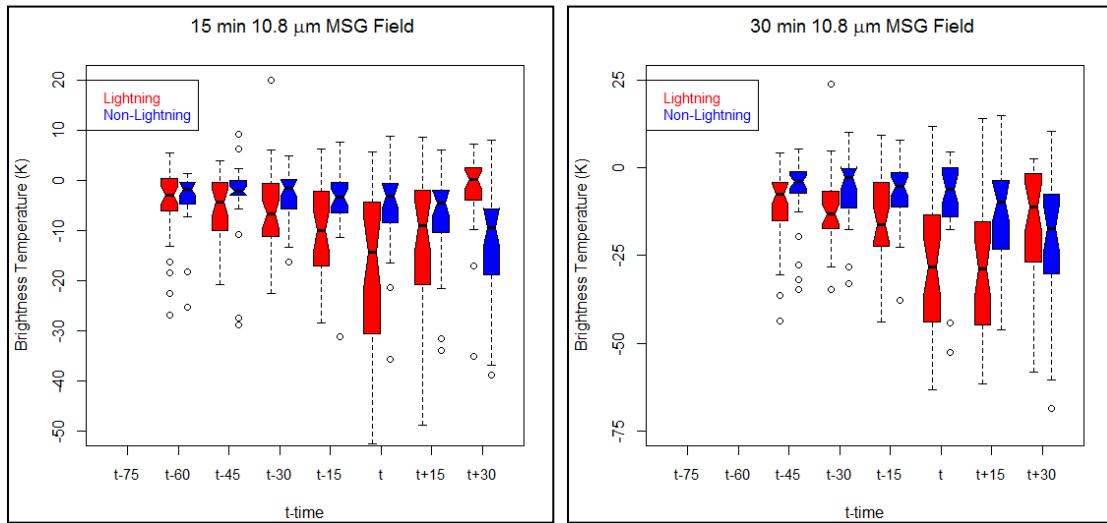 15 min 10.8 μm MSG Field
Lightning
Non-Lightning
Brightness Temperature (K)
20
10
0
-10
-20
-30
-40
-50
t-75 t-60 t-45 t-30 t-15 t t+15 t+30
t-time
30 min 10.8 μm MSG Field
Lightning
Non-Lightning
Brightness Temperature (K)
25
0
-25
-50
-75
t-75 t-60 t-45 t-30 t-15 t t+15 t+30
t-time